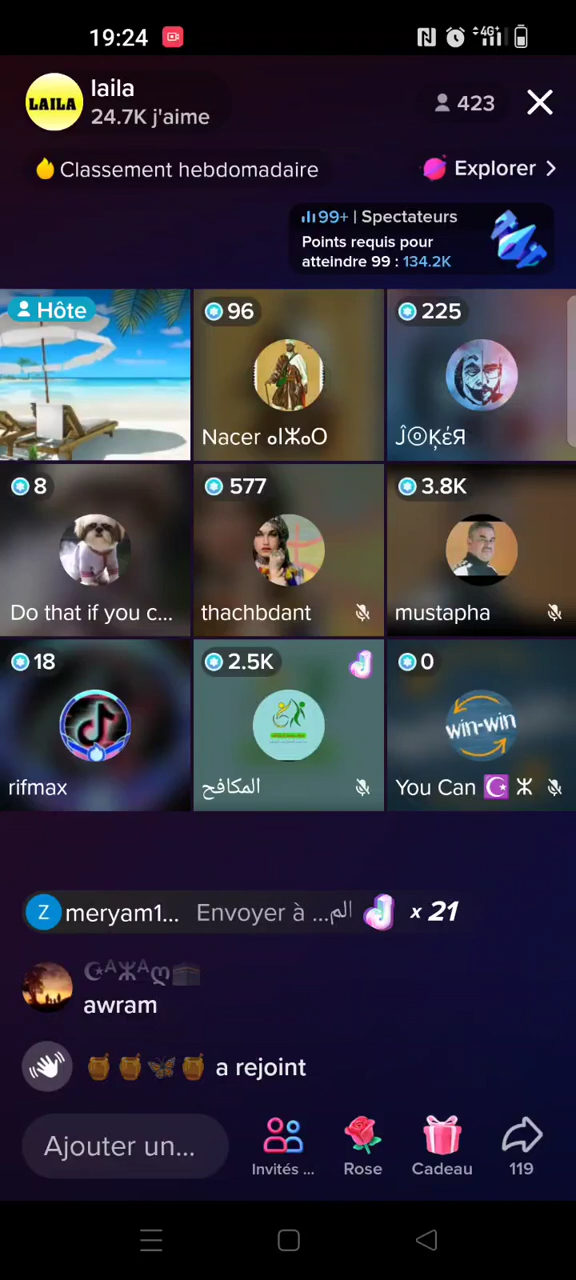 19:24
4G+
LAILA
laila
24.7K j'aime
423
Classement hebdomadaire
Explorer >
99+ | Spectateurs
Points requis pour
atteindre 99 : 134.2K
Hôte
96
225
Nacer ⴰⵏⵣⴰⵔ
8
577
3.8K
Do that if you c...
thachbdant
mustapha
18
2.5K
0
win-win
rifmax
المكافح
You Can ☪️ ⵣ
Z
meryam1... Envoyer à ...الم x 21
awram
a rejoint
Ajouter un...
Invités ...
Rose
Cadeau
119